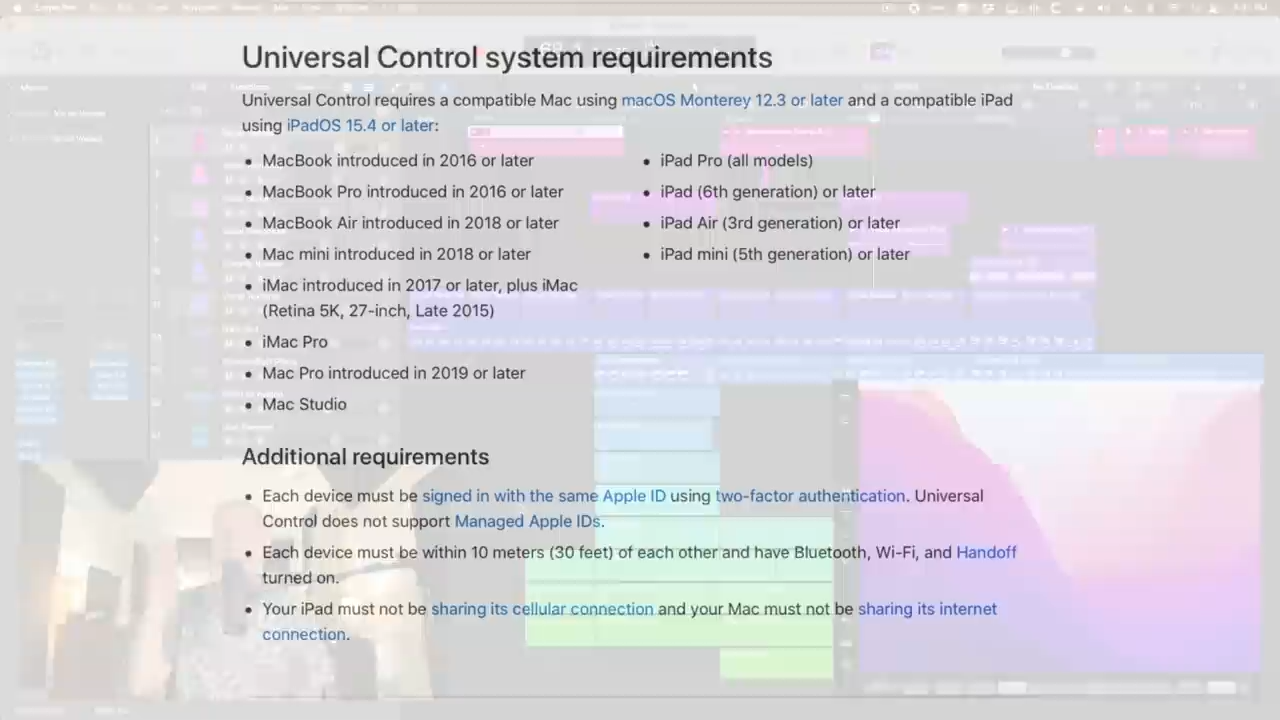 Universal Control system requirements
Universal Control requires a compatible Mac using macOS Monterey 12.3 or later and a compatible iPad
using iPadOS 15.4 or later:
• MacBook introduced in 2016 or later
• MacBook Pro introduced in 2016 or later
• MacBook Air introduced in 2018 or later
• Mac mini introduced in 2018 or later
• iMac introduced in 2017 or later, plus iMac
(Retina 5K, 27-inch, Late 2015)
• iMac Pro
• Mac Pro introduced in 2019 or later
• Mac Studio
• iPad Pro (all models)
• iPad (6th generation) or later
• iPad Air (3rd generation) or later
• iPad mini (5th generation) or later
Additional requirements
• Each device must be signed in with the same Apple ID using two-factor authentication. Universal
Control does not support Managed Apple IDs.
• Each device must be within 10 meters (30 feet) of each other and have Bluetooth, Wi-Fi, and Handoff
turned on.
• Your iPad must not be sharing its cellular connection and your Mac must not be sharing its internet
connection.